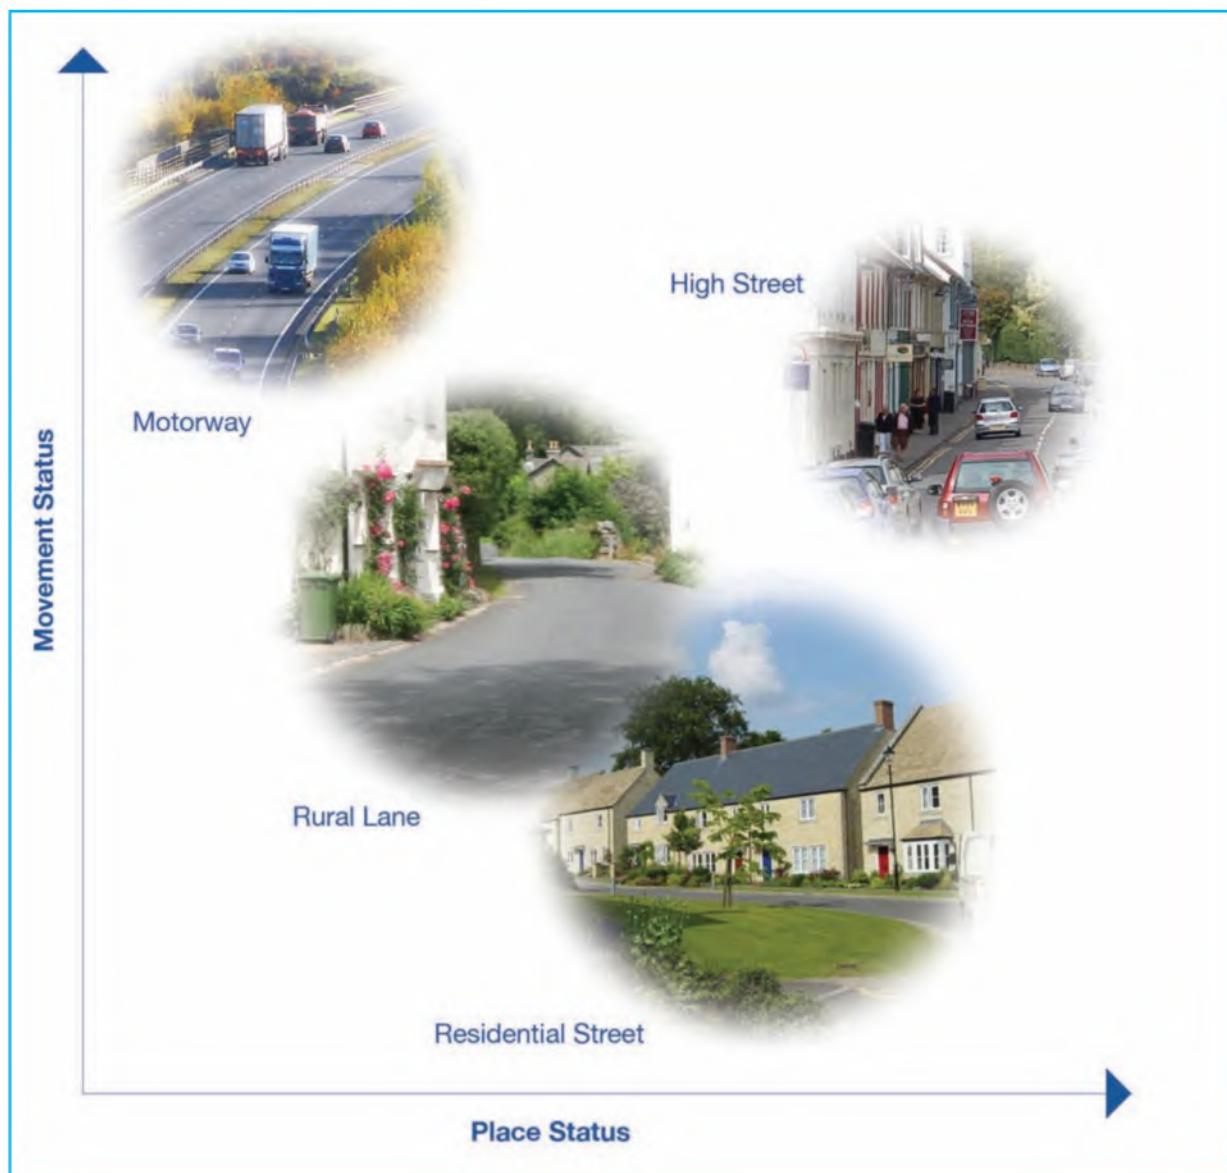 High Street
Motorway
Movement Status
Rural Lane
Residential Street
Place Status